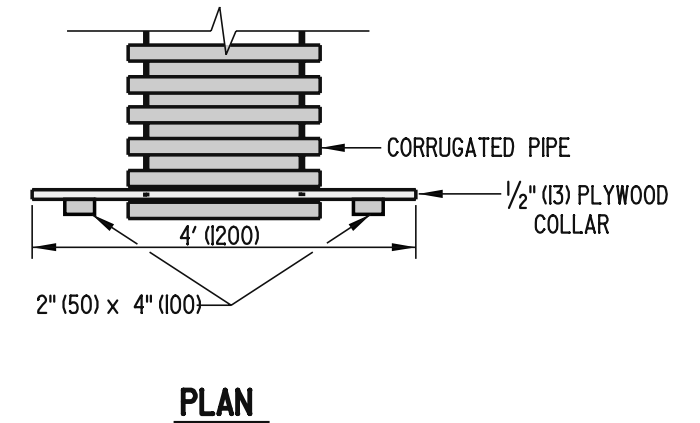 CORRUGATED PIPE
1/2" (13) PLYWOOD
COLLAR
4' (1200)
2" (50) x 4" (100)
PLAN